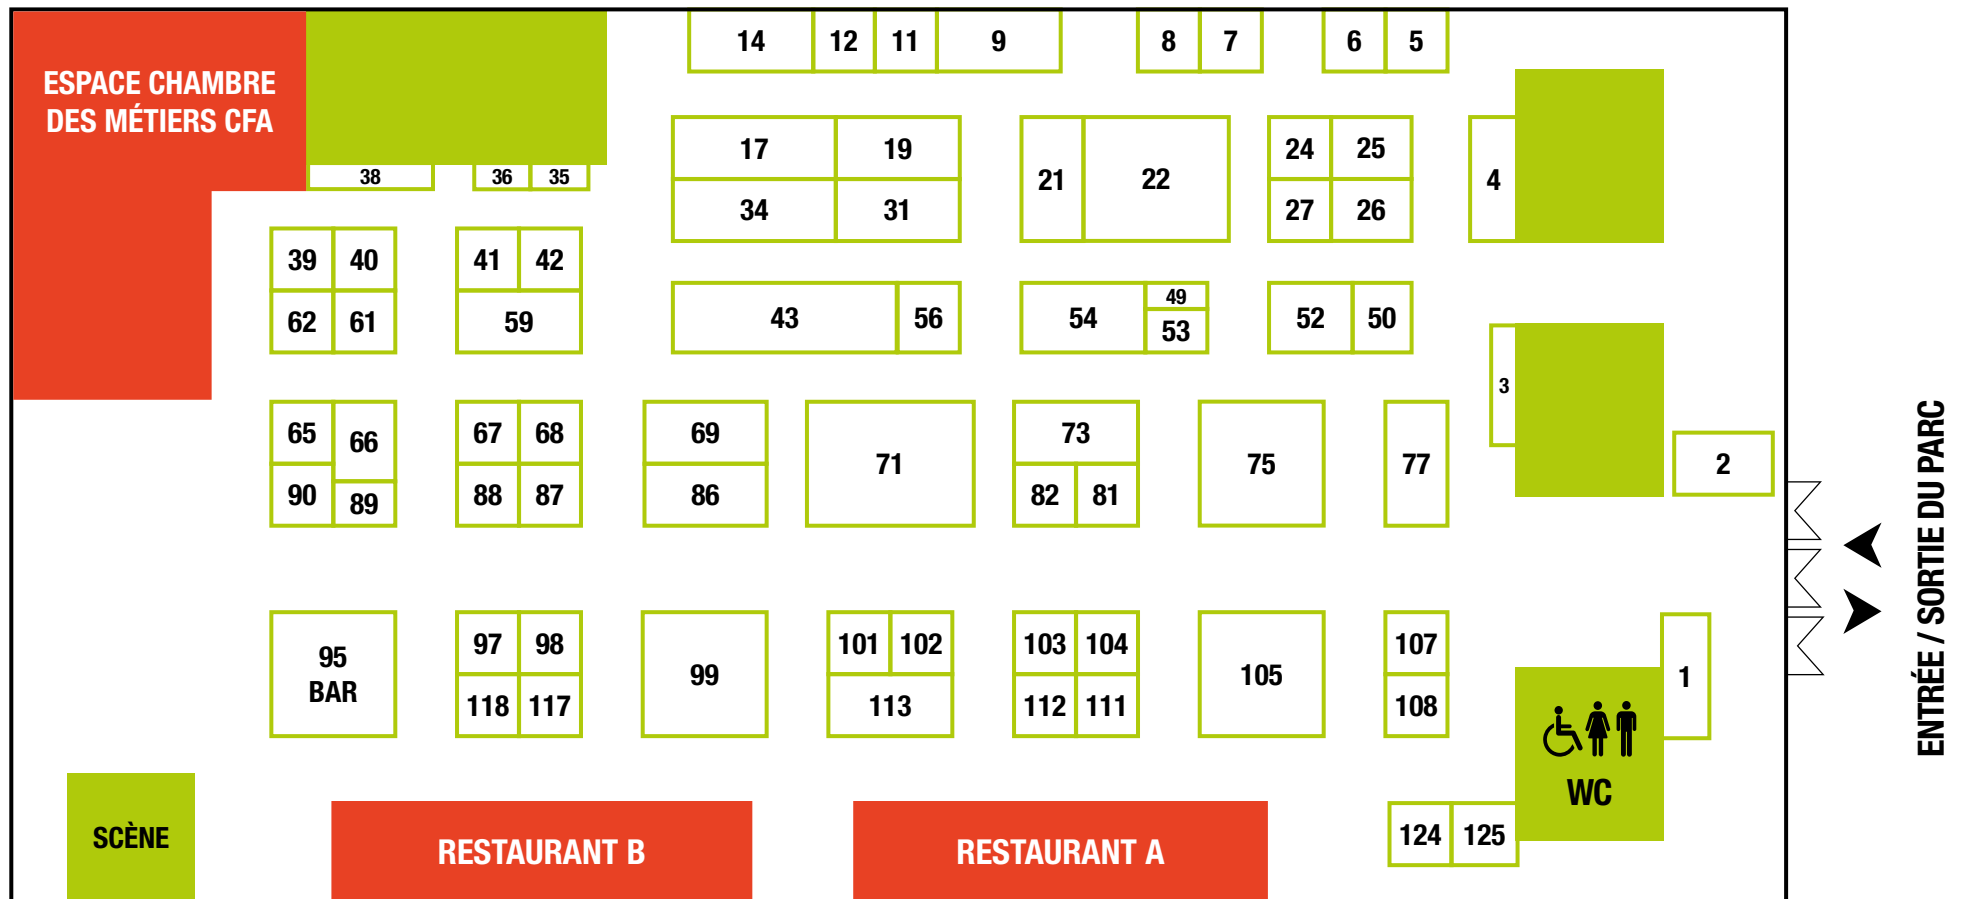 14 12 11 9 8 7 6 5
ESPACE CHAMBRE
DES MÉTIERS CFA
17 19 24 25
38 36 35 21 22 4
34 31 27 26
39 40 41 42
49
62 61 59 43 56 54 53 52 50
3
65 66 67 68 69 73
71 75 77 2
90 89 88 87 86 82 81
ENTRÉE / SORTIE DU PARC
97 98 101 102 103 104 107
95
BAR
99 105 1
118 117 113 112 111 108
WC
SCÈNE
RESTAURANT B
RESTAURANT A
124 125